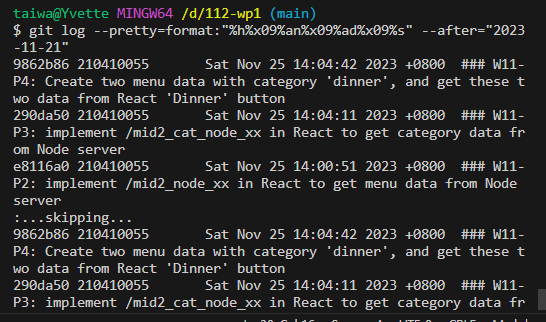 taiwa@Yvette MINGW64 /d/112-wp1 (main)
$ git log --pretty=format:"%h%x09%an%x09%ad%x09%s" --after="2023
-11-21"
9862b86 210410055       Sat Nov 25 14:04:42 2023 +0800  ### W11-
P4: Create two menu data with category 'dinner', and get these t
wo data from React 'Dinner' button
290da50 210410055       Sat Nov 25 14:04:11 2023 +0800  ### W11-
P3: implement /mid2_cat_node_xx in React to get category data fr
om Node server
e8116a0 210410055       Sat Nov 25 14:00:51 2023 +0800  ### W11-
P2: implement /mid2_node_xx in React to get menu data from Node
server
:...skipping...
9862b86 210410055       Sat Nov 25 14:04:42 2023 +0800  ### W11-
P4: Create two menu data with category 'dinner', and get these t
wo data from React 'Dinner' button
290da50 210410055       Sat Nov 25 14:04:11 2023 +0800  ### W11-
P3: implement /mid2_cat_node_xx in React to get category data fr